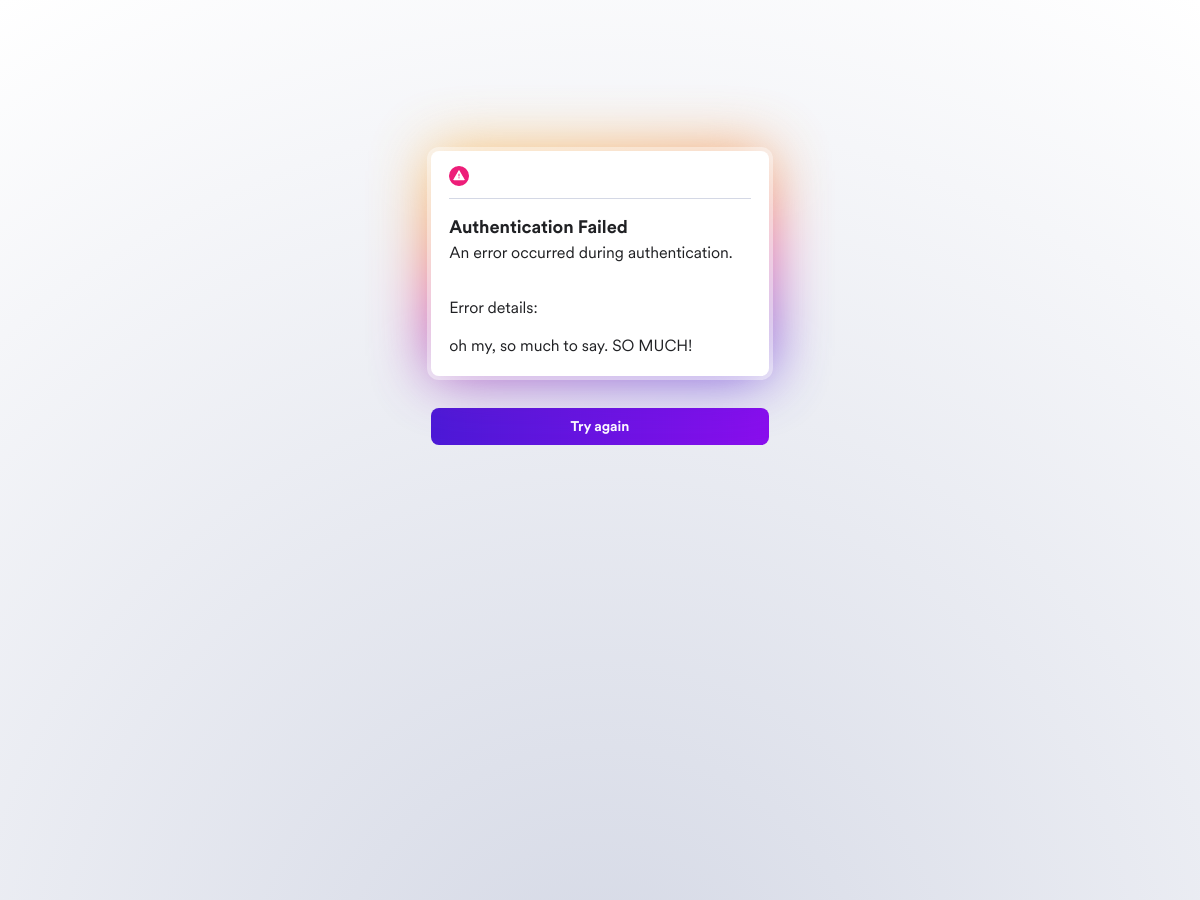 Authentication Failed
An error occurred during authentication.
Error details:
oh my, so much to say. SO MUCH!
Try again